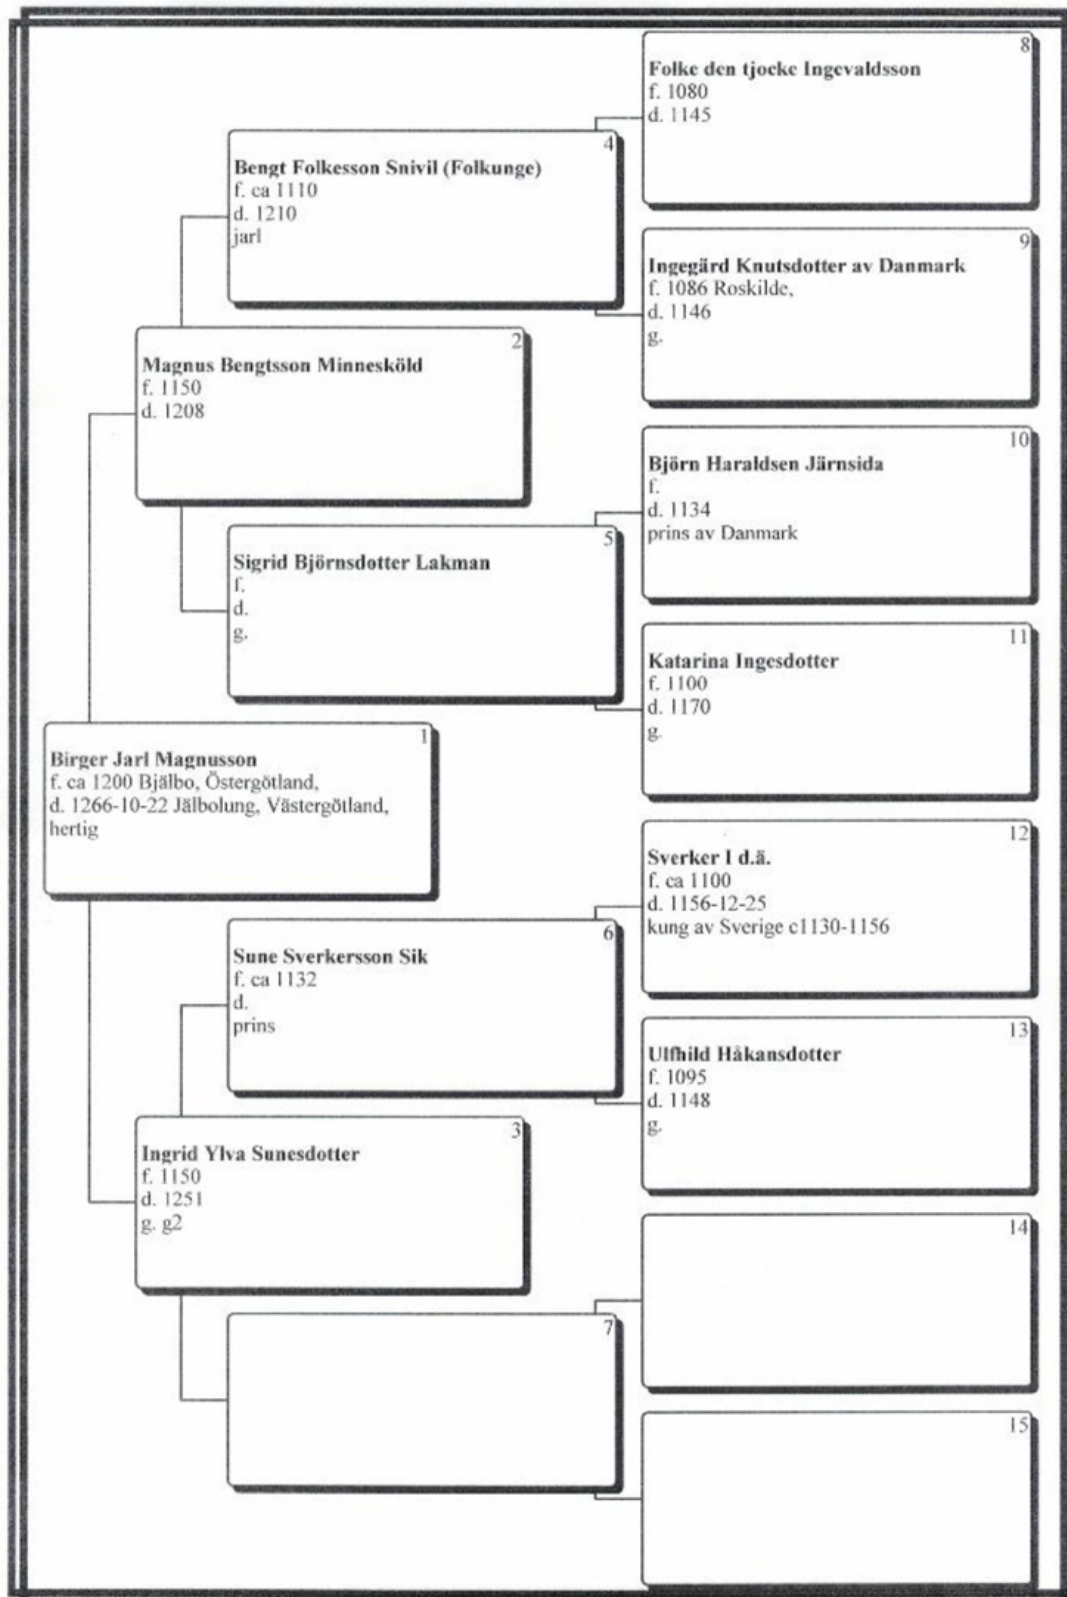 8
Folke den tjocke Ingevaldsson
f. 1080
d. 1145
4
Bengt Folkesson Snivil (Folkunge)
f. ca 1110
d. 1210
jarl
9
Ingegärd Knutsdotter av Danmark
f. 1086 Roskilde,
d. 1146
g.
2
Magnus Bengtsson Minnesköld
f. 1150
d. 1208
10
Björn Haraldsen Järnsida
f.
d. 1134
prins av Danmark
5
Sigrid Björnsdotter Lakman
f.
d.
g.
11
Katarina Ingesdotter
f. 1100
d. 1170
g.
1
Birger Jarl Magnusson
f. ca 1200 Bjälbo, Östergötland,
d. 1266-10-22 Jälbolung, Västergötland,
hertig
12
Sverker I d.ä.
f. ca 1100
d. 1156-12-25
kung av Sverige c1130-1156
6
Sune Sverkersson Sik
f. ca 1132
d.
prins
13
Ulfhild Håkansdotter
f. 1095
d. 1148
g.
3
Ingrid Ylva Sunesdotter
f. 1150
d. 1251
g. g2
14
7
15